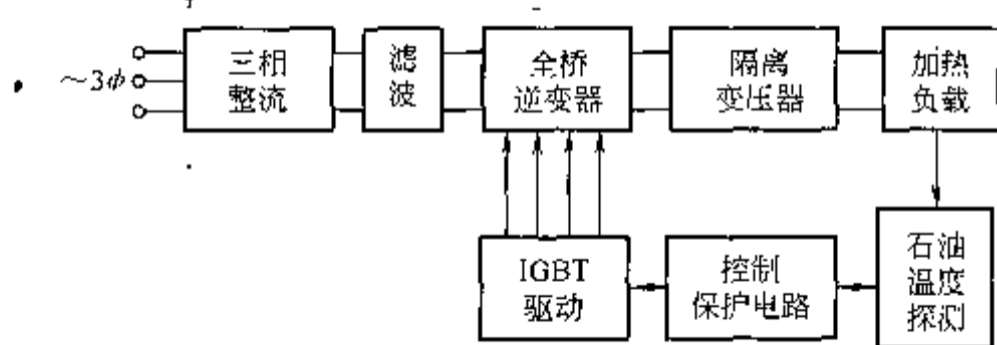 ~3ϕ
三相
整流
滤
波
全桥
逆变器
隔离
变压器
加热
负载
IGBT
驱动
控制
保护电路
石油
温度
探测